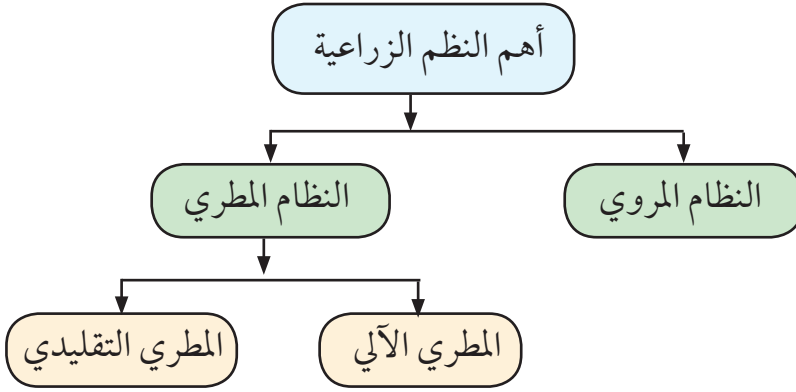 أهم النظم الزراعية
النظام المروي
النظام المطري
المطري الآلي
المطري التقليدي